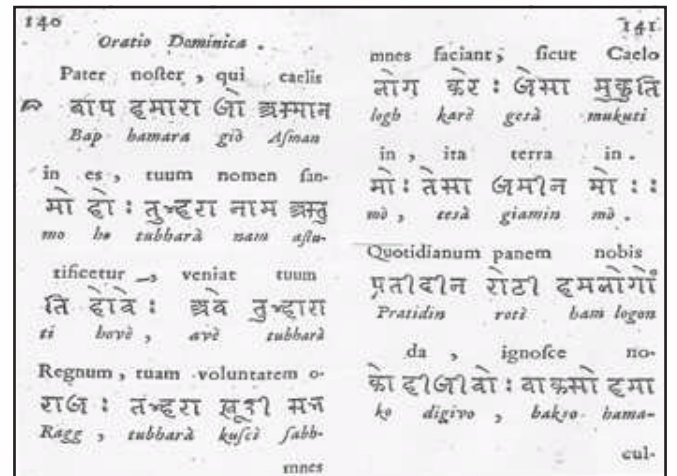 140
Oratio Dominica .
Pater noſter , qui caelis
बाप हमारा जो अस्मान
Bap hamara giò Aſman
in es , tuum nomen ſan-
मो हो : तुम्हरा नाम अस्तु
mo ho tubharà nam aſtu-
tificetur , veniat tuum
ति होवे : अवे तुम्हारा
ti hovè , avè tubharà
Regnum , tuam voluntatem o-
राज : तम्हरा खूशी सब
Ragg , tubharà kuſcì ſabb-
mnes
141
mnes faciant , ſicut Caelo
लोग करे : जेसा मुकुति
logh karè gesà mukuti
in , ita terra in .
मो : तेसा जमीन मो : :
mò , tesà giamin mò .
Quotidianum panem nobis
प्रतीदीन रोटी हमलोगों
Pratidin rotè ham logon
da , ignoſce no-
को दीजीवो : वाकसो हमा
ko digivo , bakso hama-
cul-